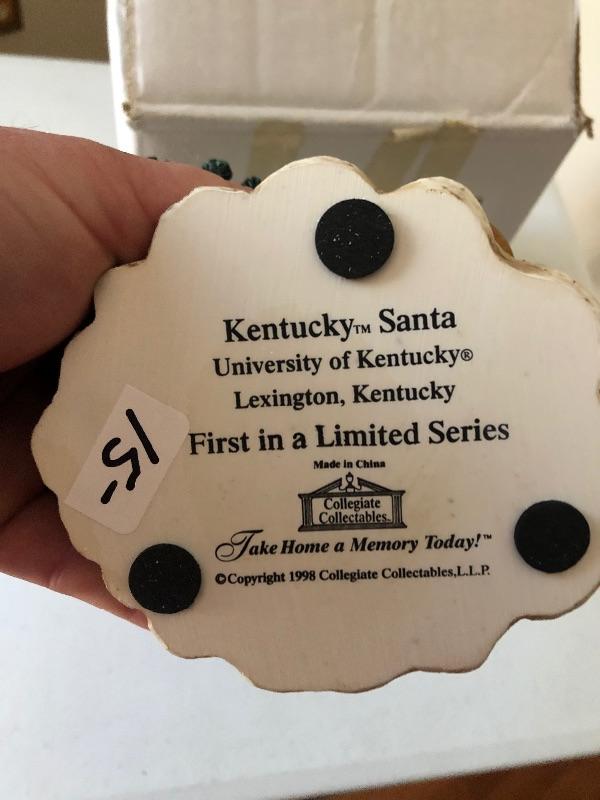 Kentucky™ Santa
University of Kentucky®
Lexington, Kentucky
First in a Limited Series
Made in China
Collegiate
Collectables™
Take Home a Memory Today!™
©Copyright 1998 Collegiate Collectables,L.L.P.
15-